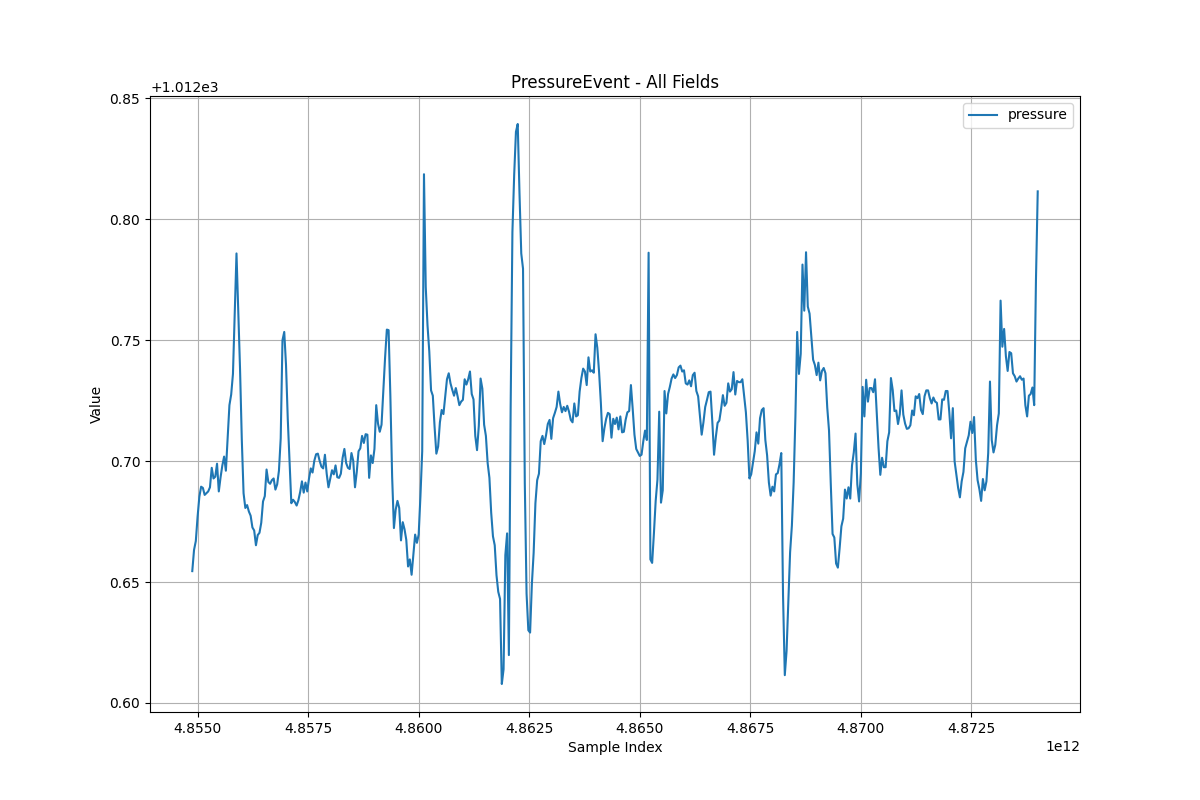 PressureEvent - All Fields
+1.012e3
pressure
Value
0.85
0.80
0.75
0.70
0.65
0.60
4.8550 4.8575 4.8600 4.8625 4.8650 4.8675 4.8700 4.8725
Sample Index
1e12